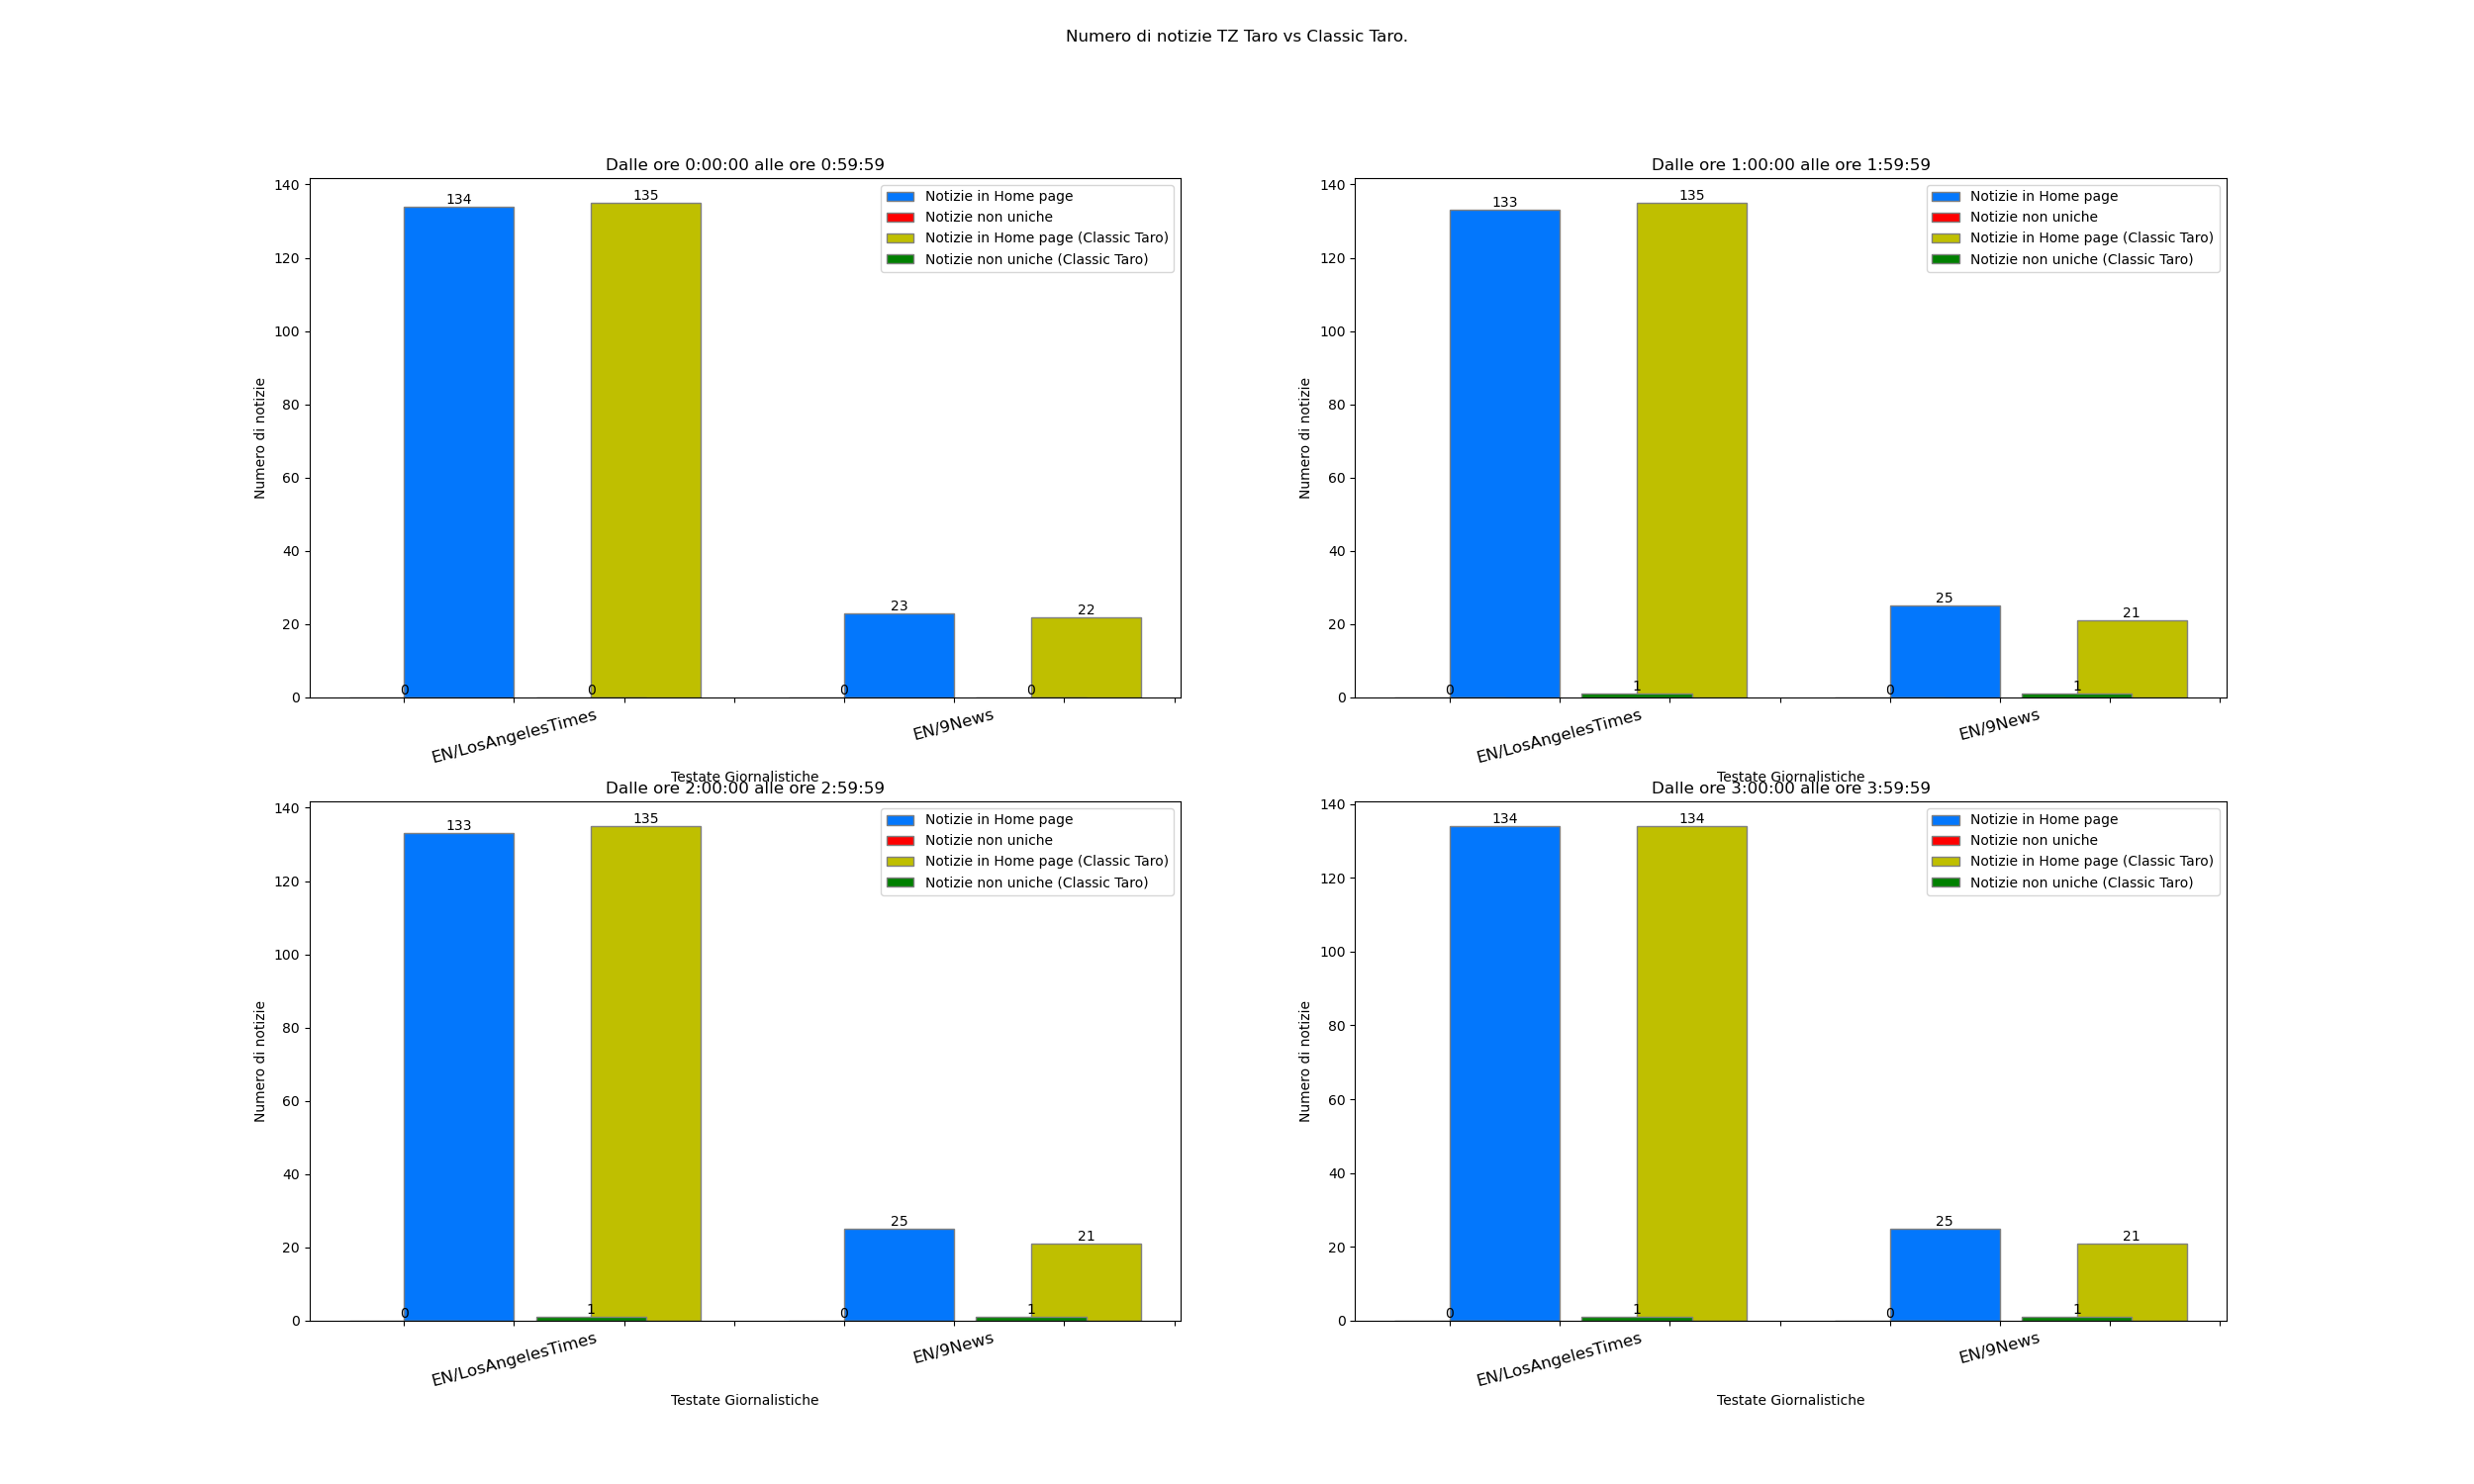 Numero di notizie TZ Taro vs Classic Taro.
Dalle ore 0:00:00 alle ore 0:59:59
140
120
100
80
60
40
20
0
Numero di notizie
134
135
23
22
0
0
0
0
Notizie in Home page
Notizie non uniche
Notizie in Home page (Classic Taro)
Notizie non uniche (Classic Taro)
EN/LosAngelesTimes
EN/9News
Testate Giornalistiche
Dalle ore 1:00:00 alle ore 1:59:59
140
120
100
80
60
40
20
0
Numero di notizie
133
135
25
21
0
1
0
1
Notizie in Home page
Notizie non uniche
Notizie in Home page (Classic Taro)
Notizie non uniche (Classic Taro)
EN/LosAngelesTimes
EN/9News
Testate Giornalistiche
Dalle ore 2:00:00 alle ore 2:59:59
140
120
100
80
60
40
20
0
Numero di notizie
133
135
25
21
0
1
0
1
Notizie in Home page
Notizie non uniche
Notizie in Home page (Classic Taro)
Notizie non uniche (Classic Taro)
EN/LosAngelesTimes
EN/9News
Testate Giornalistiche
Dalle ore 3:00:00 alle ore 3:59:59
140
120
100
80
60
40
20
0
Numero di notizie
134
134
25
21
0
1
0
1
Notizie in Home page
Notizie non uniche
Notizie in Home page (Classic Taro)
Notizie non uniche (Classic Taro)
EN/LosAngelesTimes
EN/9News
Testate Giornalistiche